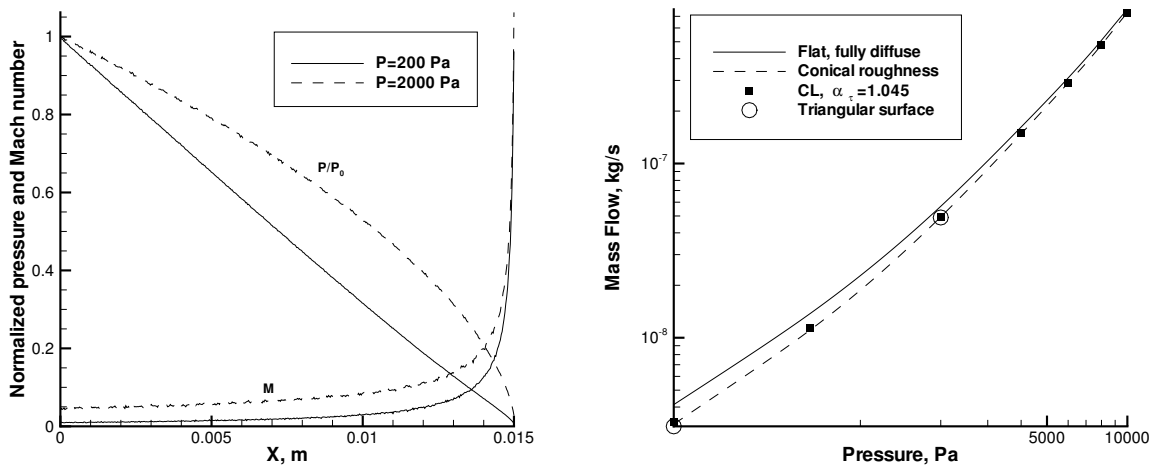 Normalized pressure and Mach number
1
0.8
0.6
0.4
0.2
0
P=200 Pa
P=2000 Pa
P/P₀
M
0
0.005
0.01
0.015
X, m
Mass Flow, kg/s
10⁻⁷
10⁻⁸
Flat, fully diffuse
Conical roughness
CL, α τ =1.045
Triangular surface
5000
10000
Pressure, Pa